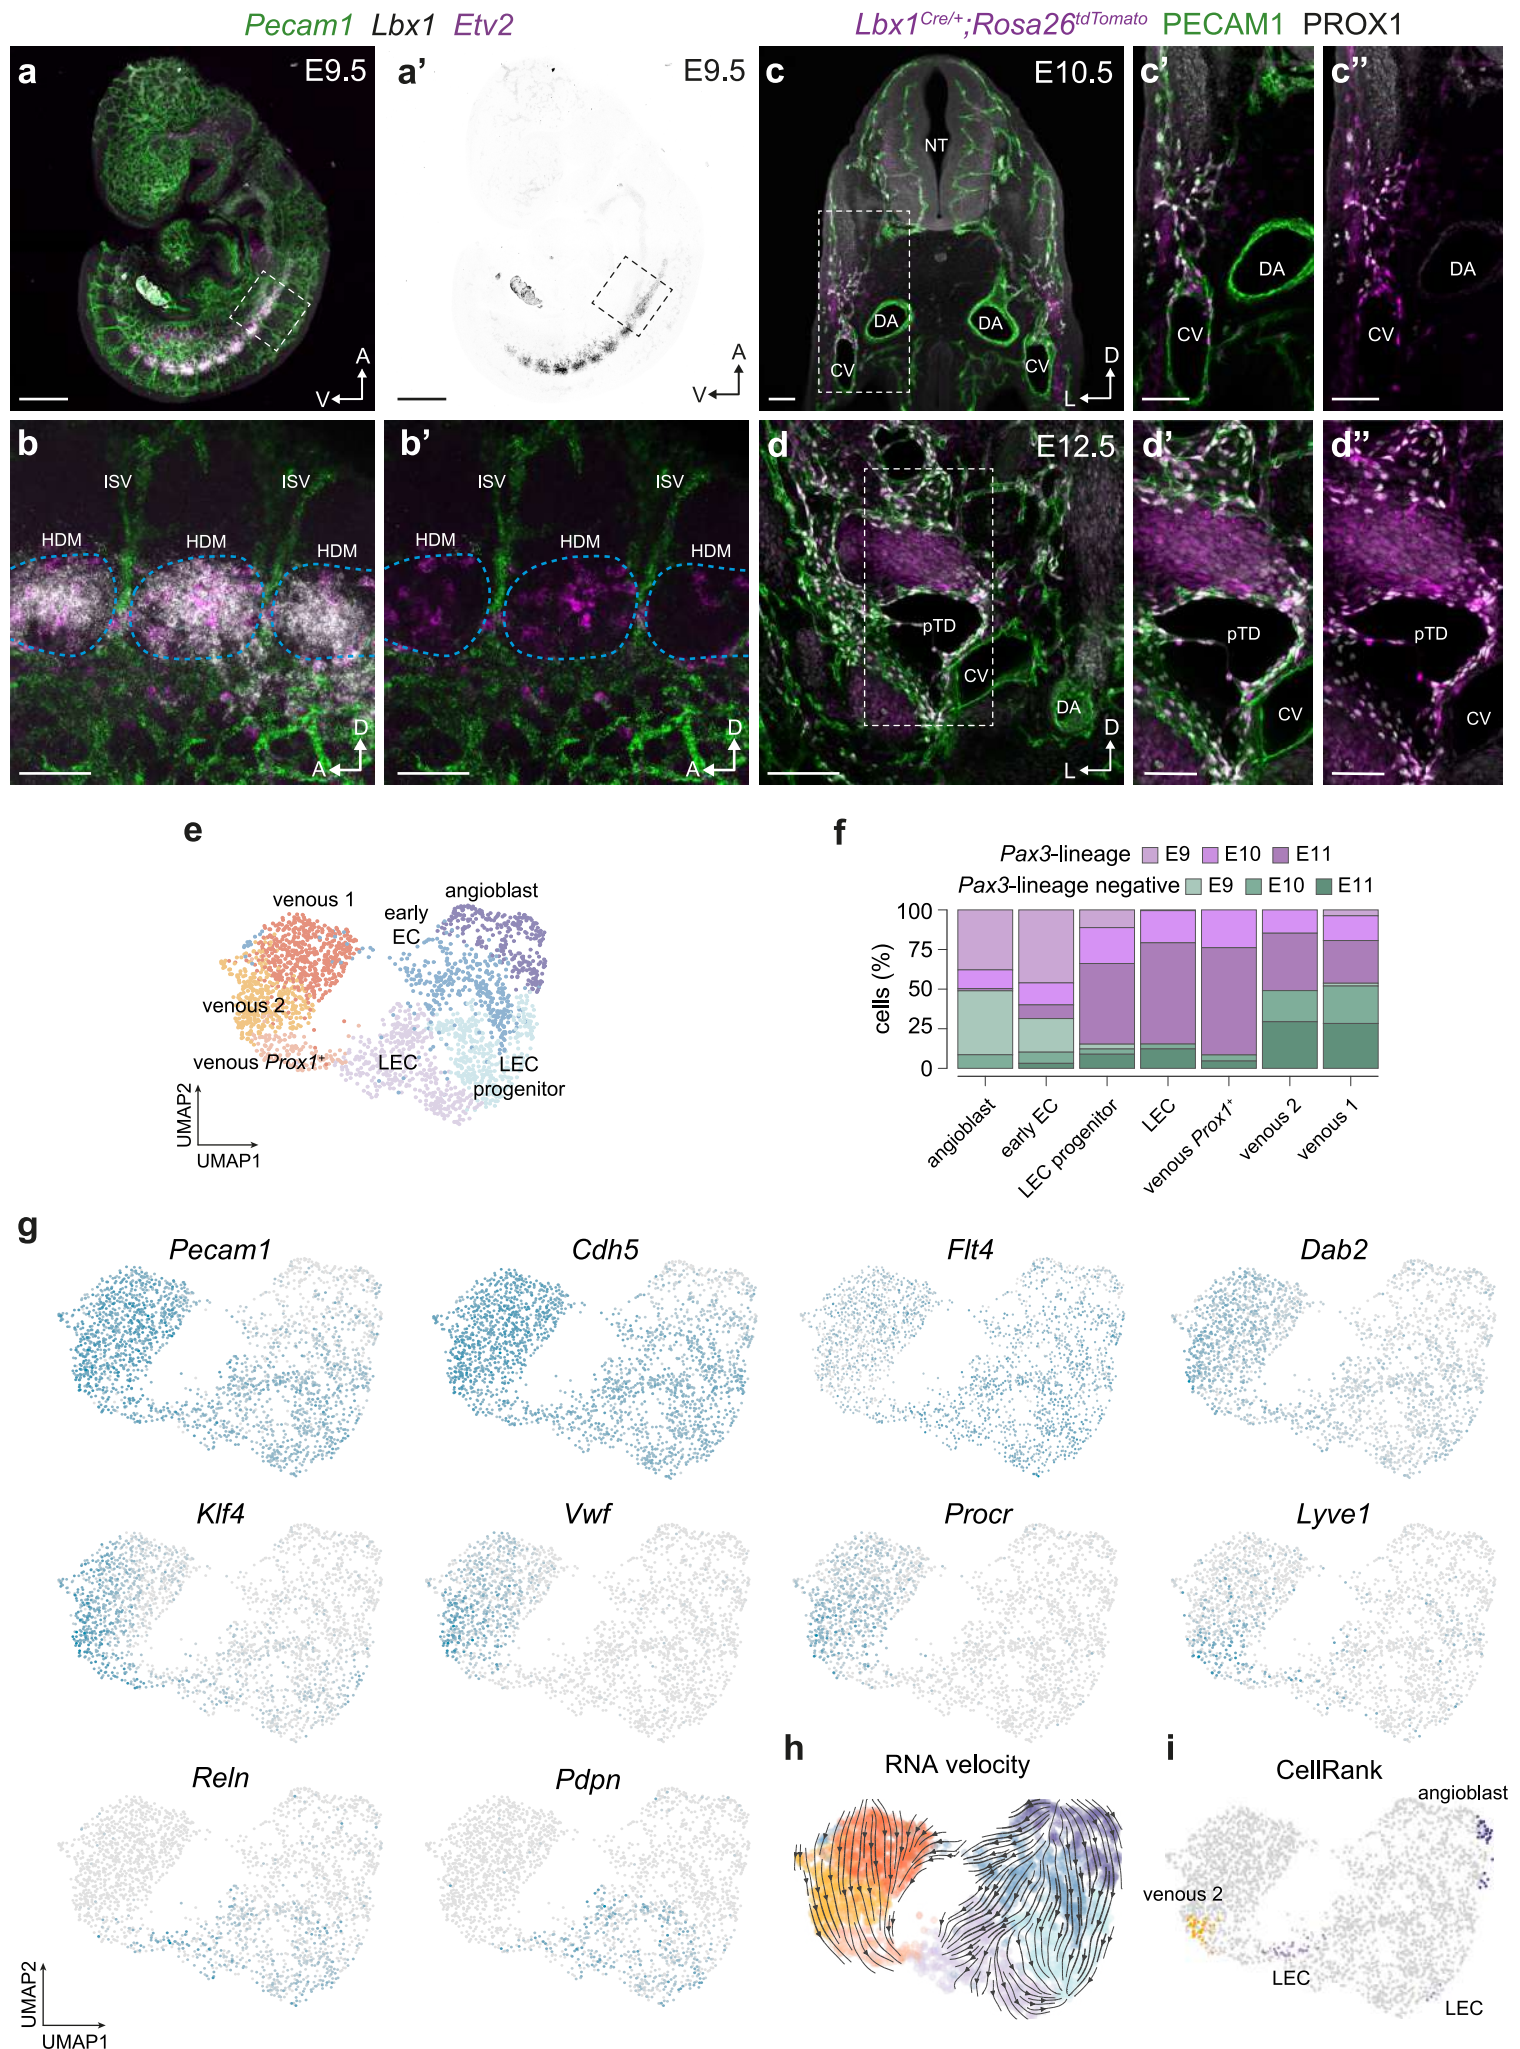 Pecam1 Lbx1 Etv2
Lbx1Cre/+;Rosa26tdTomato PECAM1 PROX1
a E9.5
A
V
a’ E9.5
A
V
c E10.5
NT
DA
DA
CV
CV
D
L
c’
DA
CV
c’’
DA
CV
b
ISV
ISV
HDM
HDM
HDM
D
A
b’
ISV
ISV
HDM
HDM
HDM
D
A
d E12.5
pTD
CV
DA
D
L
d’
pTD
CV
d’’
pTD
CV
e
venous 1
angioblast
early
EC
venous 2
venous Prox1+
LEC
LEC
progenitor
UMAP2
UMAP1
f
Pax3-lineage E9 E10 E11
Pax3-lineage negative E9 E10 E11
cells (%)
100
75
50
25
0
angioblast
early EC
LEC progenitor
LEC
venous Prox1+
venous 2
venous 1
g
Pecam1 Cdh5 Flt4 Dab2
Klf4 Vwf Procr Lyve1
Reln Pdpn
UMAP2
UMAP1
h
RNA velocity
i
CellRank
angioblast
venous 2
LEC
LEC